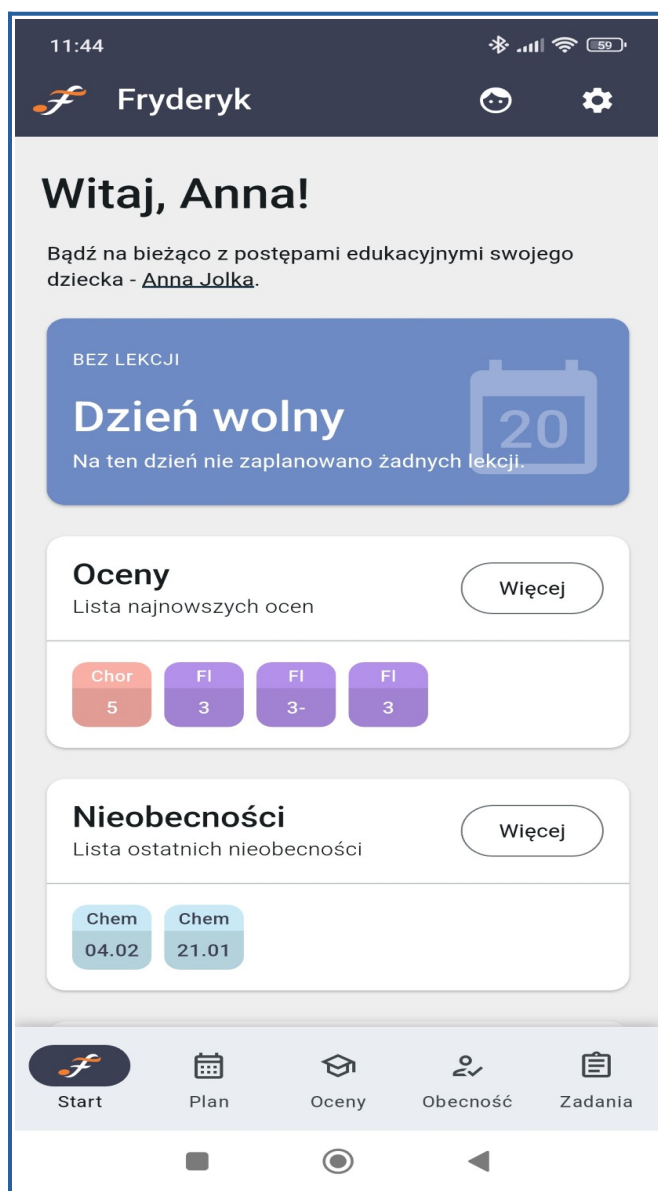 11:44
59
Fryderyk
Witaj, Anna!
Bądź na bieżąco z postępami edukacyjnymi swojego
dziecka - Anna Jolka.
BEZ LEKCJI
Dzień wolny
20
Na ten dzień nie zaplanowano żadnych lekcji.
Oceny
Więcej
Lista najnowszych ocen
Chor Fl Fl Fl
5 3 3- 3
Nieobecności
Więcej
Lista ostatnich nieobecności
Chem Chem
04.02 21.01
Start Plan Oceny Obecność Zadania